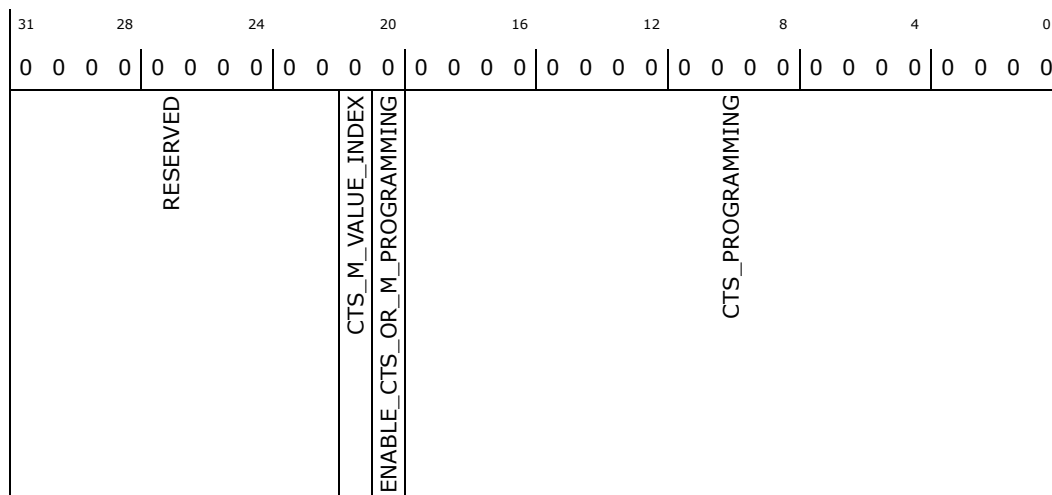 31 28 24 20 16 12 8 4 0
0 0 0 0 0 0 0 0 0 0 0 0 0 0 0 0 0 0 0 0 0 0 0 0 0 0 0 0 0 0 0 0
RESERVED
CTS_M_VALUE_INDEX
ENABLE_CTS_OR_M_PROGRAMMING
CTS_PROGRAMMING